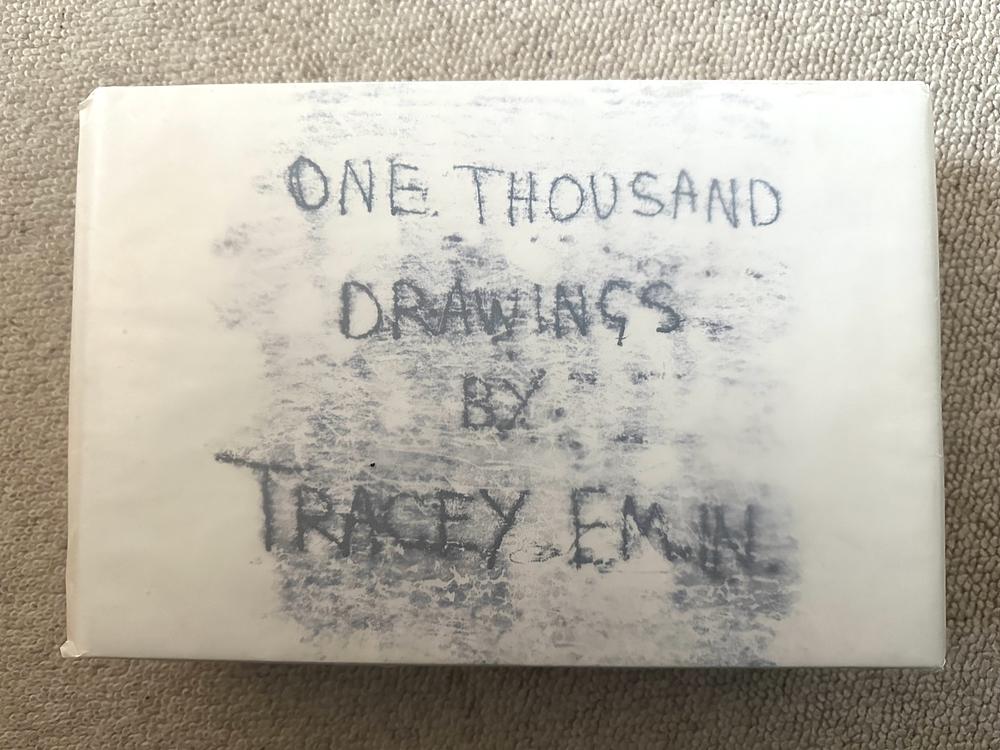 ONE THOUSAND
DRAWINGS
BY
TRACEY EMIN